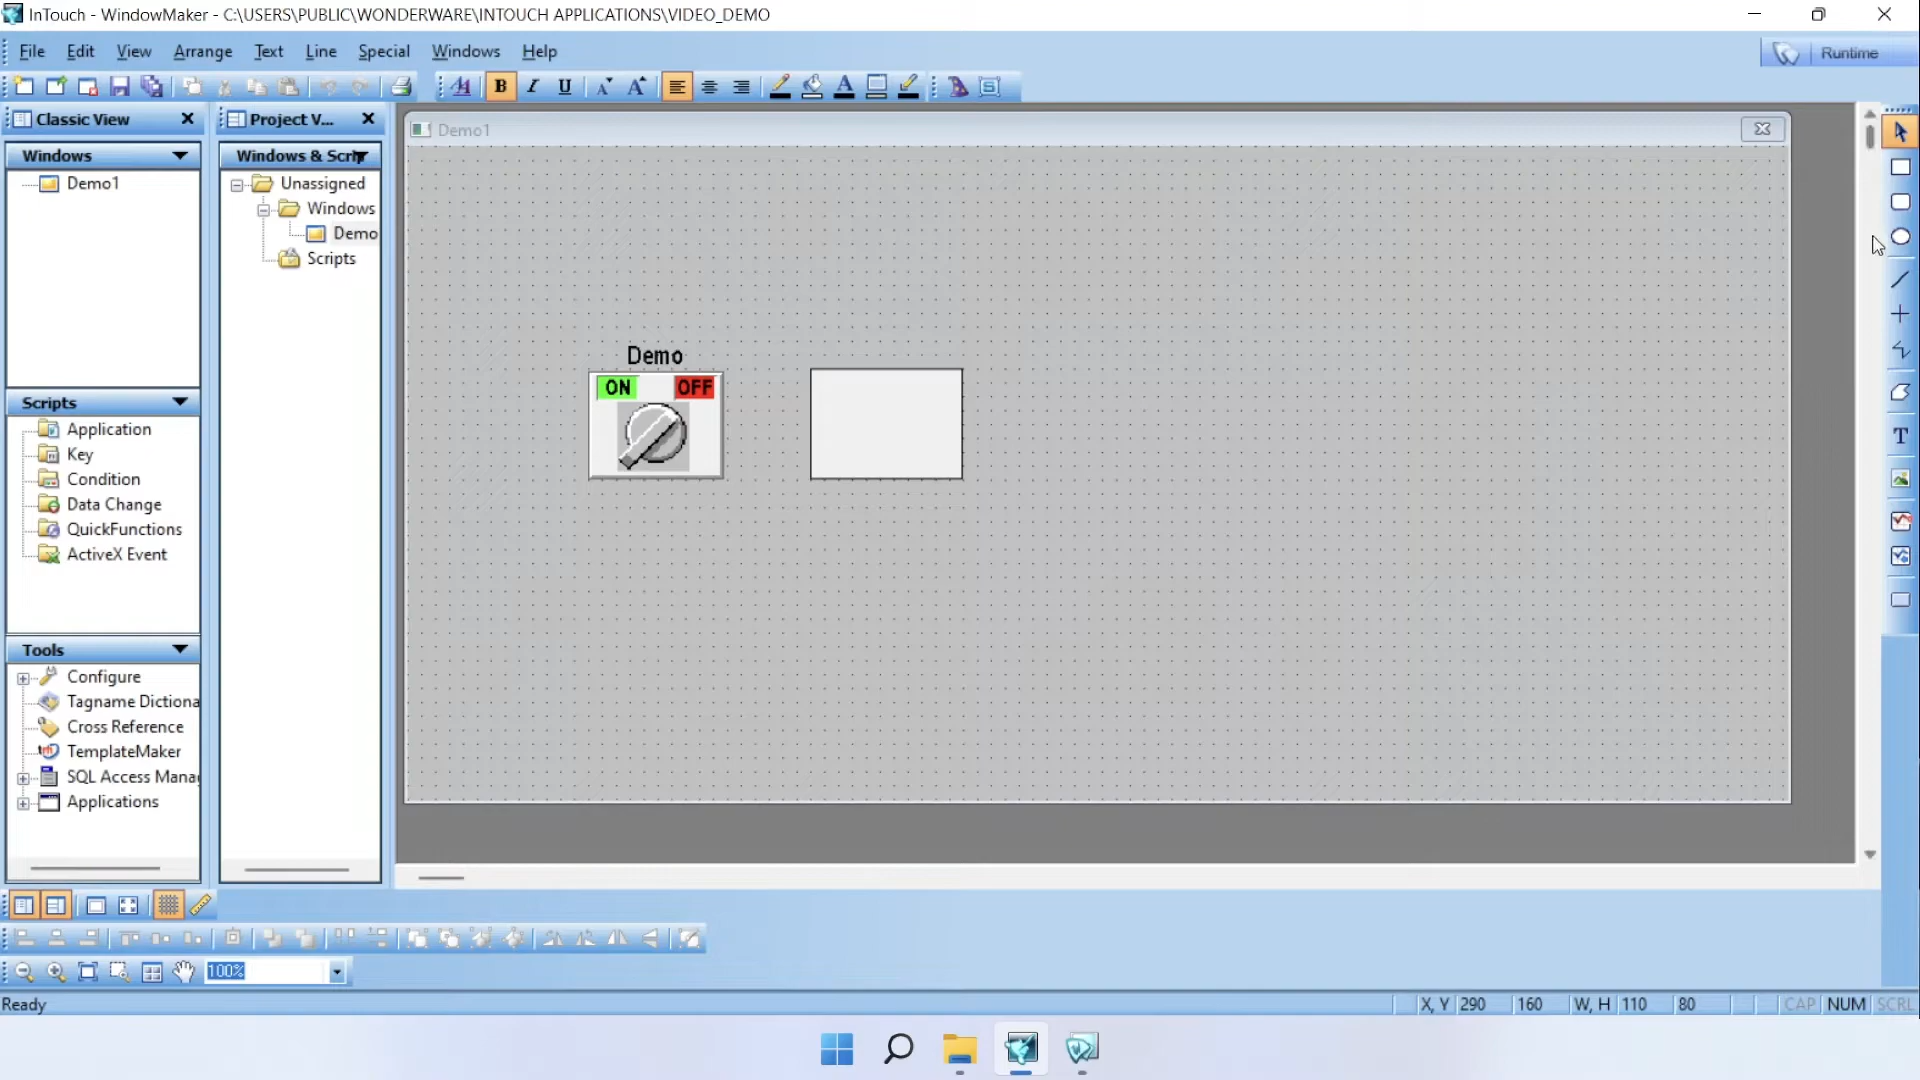 InTouch - WindowMaker - C:\USERS\PUBLIC\WONDERWARE\INTOUCH APPLICATIONS\VIDEO_DEMO
File Edit View Arrange Text Line Special Windows Help
Runtime
B I U A A A
Classic View
Project V...
Demo1
Windows
Demo1
Windows & Scrip
Unassigned
Windows
Demo
Scripts
Demo
ON OFF
Scripts
Application
Key
Condition
Data Change
QuickFunctions
ActiveX Event
T
Tools
Configure
Tagname Dictiona
Cross Reference
TemplateMaker
SQL Access Mana
Applications
100%
Ready
X, Y 290 160 W, H 110 80 CAP NUM SCRL